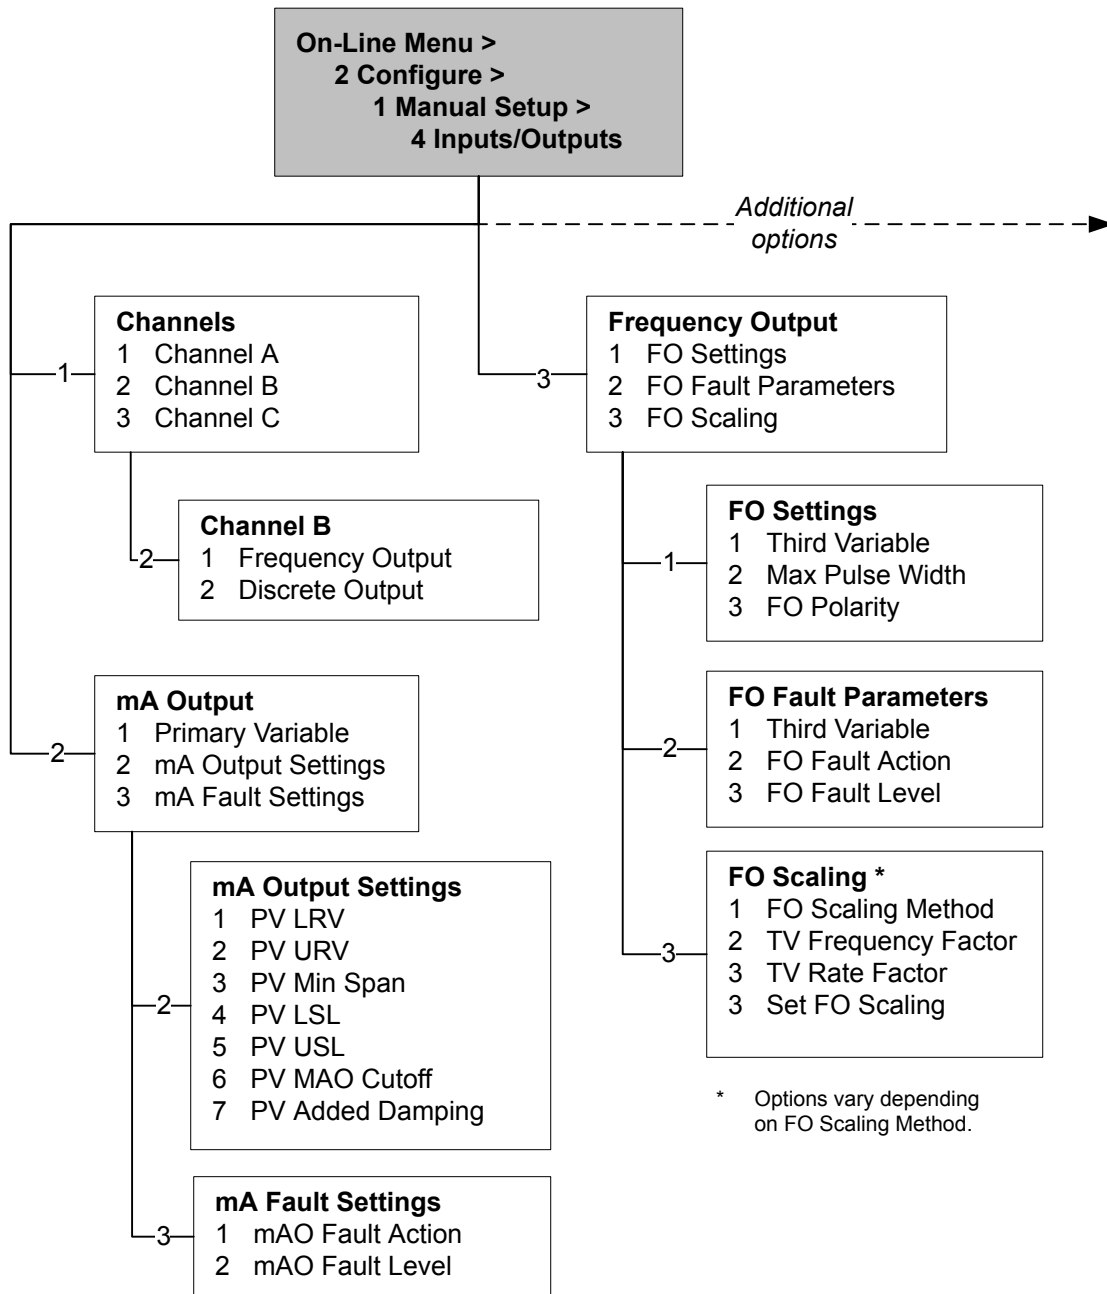 On-Line Menu >
2 Configure >
1 Manual Setup >
4 Inputs/Outputs
Additional
options
1
Channels
1 Channel A
2 Channel B
3 Channel C
2
Channel B
1 Frequency Output
2 Discrete Output
2
mA Output
1 Primary Variable
2 mA Output Settings
3 mA Fault Settings
2
mA Output Settings
1 PV LRV
2 PV URV
3 PV Min Span
4 PV LSL
5 PV USL
6 PV MAO Cutoff
7 PV Added Damping
3
mA Fault Settings
1 mAO Fault Action
2 mAO Fault Level
3
Frequency Output
1 FO Settings
2 FO Fault Parameters
3 FO Scaling
1
FO Settings
1 Third Variable
2 Max Pulse Width
3 FO Polarity
2
FO Fault Parameters
1 Third Variable
2 FO Fault Action
3 FO Fault Level
3
FO Scaling *
1 FO Scaling Method
2 TV Frequency Factor
3 TV Rate Factor
3 Set FO Scaling
* Options vary depending
on FO Scaling Method.